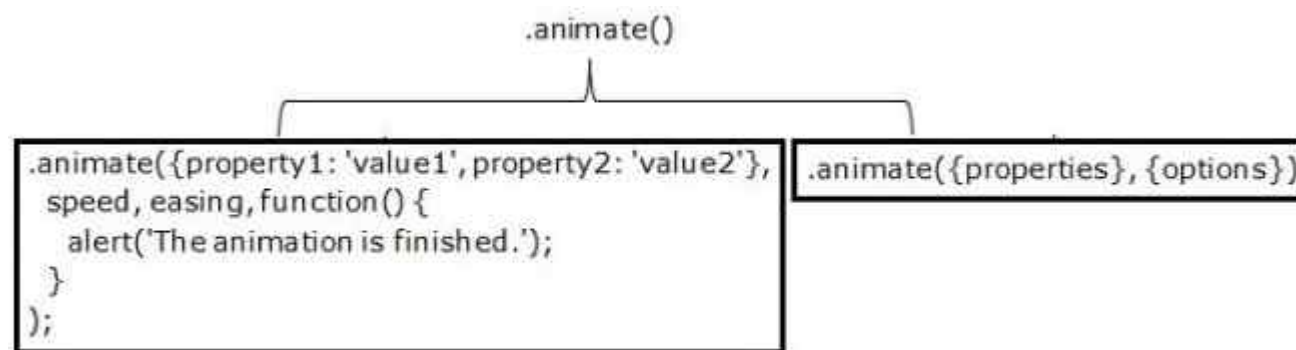 .animate()
.animate({property1: 'value1', property2: 'value2'},
speed, easing, function() {
alert('The animation is finished.');
}
);
.animate({properties}, {options})